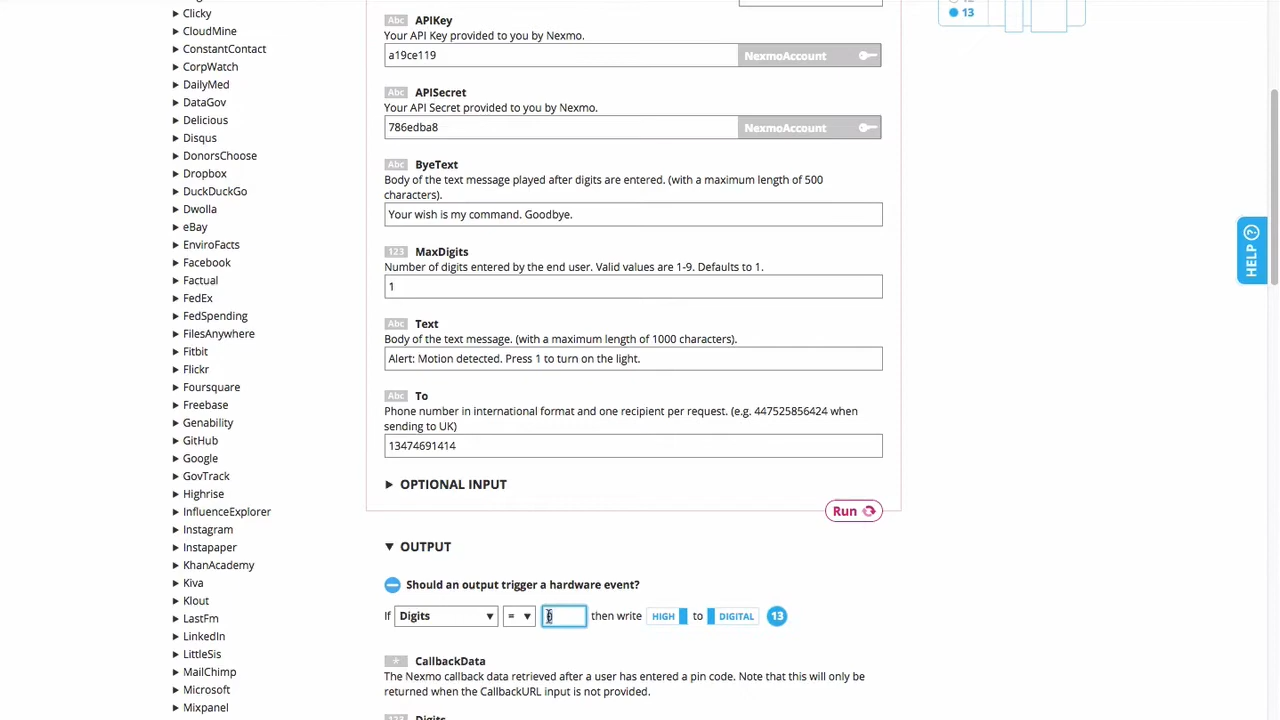 Clicky
CloudMine
ConstantContact
CorpWatch
DailyMed
DataGov
Delicious
Disqus
DonorsChoose
Dropbox
DuckDuckGo
Dwolla
eBay
EnviroFacts
Facebook
Factual
FedEx
FedSpending
FilesAnywhere
Fitbit
Flickr
Foursquare
Freebase
Genability
GitHub
Google
GovTrack
Highrise
InfluenceExplorer
Instagram
Instapaper
KhanAcademy
Kiva
Klout
LastFm
LinkedIn
LittleSis
MailChimp
Microsoft
Mixpanel
Abc APIKey
Your API Key provided to you by Nexmo.
a19ce119 NexmoAccount
Abc APISecret
Your API Secret provided to you by Nexmo.
786edba8 NexmoAccount
Abc ByeText
Body of the text message played after digits are entered. (with a maximum length of 500
characters).
Your wish is my command. Goodbye.
123 MaxDigits
Number of digits entered by the end user. Valid values are 1-9. Defaults to 1.
1
Abc Text
Body of the text message. (with a maximum length of 1000 characters).
Alert: Motion detected. Press 1 to turn on the light.
Abc To
Phone number in international format and one recipient per request. (e.g. 447525856424 when
sending to UK)
13474691414
OPTIONAL INPUT
Run
OUTPUT
Should an output trigger a hardware event?
If Digits = then write HIGH to DIGITAL 13
* CallbackData
The Nexmo callback data retrieved after a user has entered a pin code. Note that this will only be
returned when the CallbackURL input is not provided.
123 Digits
13
HELP ?